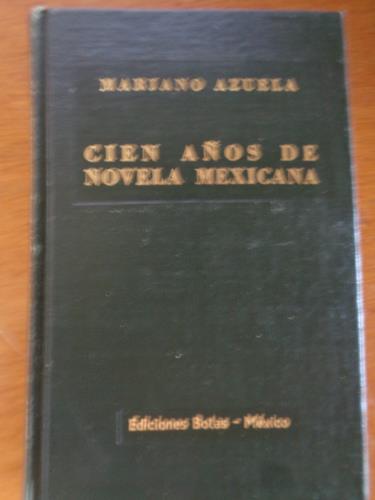 MARIANO AZUELA
CIEN AÑOS DE
NOVELA MEXICANA
Ediciones Botas - México